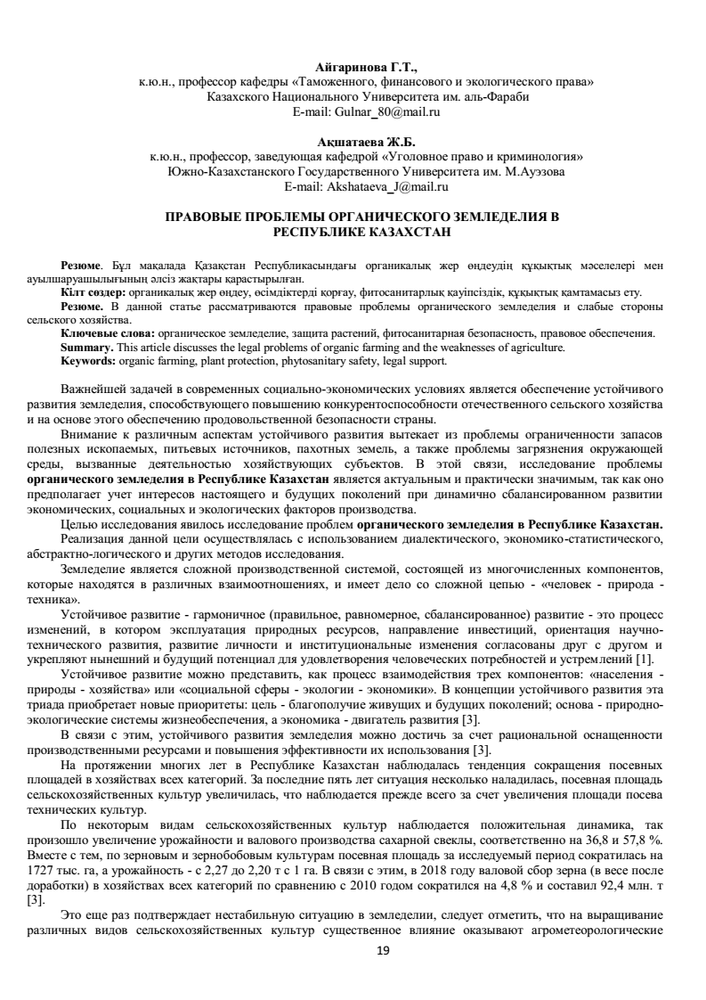 Айгаринова Г.Т.,
к.ю.н., профессор кафедры «Таможенного, финансового и экологического права»
Казахского Национального Университета им. аль-Фараби
E-mail: Gulnar_80@mail.ru
Ақшатаева Ж.Б.
к.ю.н., профессор, заведующая кафедрой «Уголовное право и криминология»
Южно-Казахстанского Государственного Университета им. М.Ауэзова
E-mail: Akshataeva_J@mail.ru
ПРАВОВЫЕ ПРОБЛЕМЫ ОРГАНИЧЕСКОГО ЗЕМЛЕДЕЛИЯ В
РЕСПУБЛИКЕ КАЗАХСТАН
Резюме. Бұл мақалада Қазақстан Республикасындағы органикалық жер өңдеудің құқықтық мәселелері мен
ауылшаруашылығының әлсіз жақтары қарастырылған.
Кілт сөздер: органикалық жер өңдеу, өсімдіктерді қорғау, фитосанитарлық қауіпсіздік, құқықтық қамтамасыз ету.
Резюме. В данной статье рассматриваются правовые проблемы органического земледелия и слабые стороны
сельского хозяйства.
Ключевые слова: органическое земледелие, защита растений, фитосанитарная безопасность, правовое обеспечения.
Summary. This article discusses the legal problems of organic farming and the weaknesses of agriculture.
Keywords: organic farming, plant protection, phytosanitary safety, legal support.
Важнейшей задачей в современных социально-экономических условиях является обеспечение устойчивого
развития земледелия, способствующего повышению конкурентоспособности отечественного сельского хозяйства
и на основе этого обеспечению продовольственной безопасности страны.
Внимание к различным аспектам устойчивого развития вытекает из проблемы ограниченности запасов
полезных ископаемых, питьевых источников, пахотных земель, а также проблемы загрязнения окружающей
среды, вызванные деятельностью хозяйствующих субъектов. В этой связи, исследование проблемы
органического земледелия в Республике Казахстан является актуальным и практически значимым, так как оно
предполагает учет интересов настоящего и будущих поколений при динамично сбалансированном развитии
экономических, социальных и экологических факторов производства.
Целью исследования явилось исследование проблем органического земледелия в Республике Казахстан.
Реализация данной цели осуществлялась с использованием диалектического, экономико-статистического,
абстрактно-логического и других методов исследования.
Земледелие является сложной производственной системой, состоящей из многочисленных компонентов,
которые находятся в различных взаимоотношениях, и имеет дело со сложной цепью - «человек - природа -
техника».
Устойчивое развитие - гармоничное (правильное, равномерное, сбалансированное) развитие - это процесс
изменений, в котором эксплуатация природных ресурсов, направление инвестиций, ориентация научно-
технического развития, развитие личности и институциональные изменения согласованы друг с другом и
укрепляют нынешний и будущий потенциал для удовлетворения человеческих потребностей и устремлений [1].
Устойчивое развитие можно представить, как процесс взаимодействия трех компонентов: «населения -
природы - хозяйства» или «социальной сферы - экологии - экономики». В концепции устойчивого развития эта
триада приобретает новые приоритеты: цель - благополучие живущих и будущих поколений; основа - природно-
экологические системы жизнеобеспечения, а экономика - двигатель развития [3].
В связи с этим, устойчивого развития земледелия можно достичь за счет рациональной оснащенности
производственными ресурсами и повышения эффективности их использования [3].
На протяжении многих лет в Республике Казахстан наблюдалась тенденция сокращения посевных
площадей в хозяйствах всех категорий. За последние пять лет ситуация несколько наладилась, посевная площадь
сельскохозяйственных культур увеличилась, что наблюдается прежде всего за счет увеличения площади посева
технических культур.
По некоторым видам сельскохозяйственных культур наблюдается положительная динамика, так
произошло увеличение урожайности и валового производства сахарной свеклы, соответственно на 36,8 и 57,8 %.
Вместе с тем, по зерновым и зернобобовым культурам посевная площадь за исследуемый период сократилась на
1727 тыс. га, а урожайность - с 2,27 до 2,20 т с 1 га. В связи с этим, в 2018 году валовой сбор зерна (в весе после
доработки) в хозяйствах всех категорий по сравнению с 2010 годом сократился на 4,8 % и составил 92,4 млн. т
[3].
Это еще раз подтверждает нестабильную ситуацию в земледелии, следует отметить, что на выращивание
различных видов сельскохозяйственных культур существенное влияние оказывают агрометеорологические
19